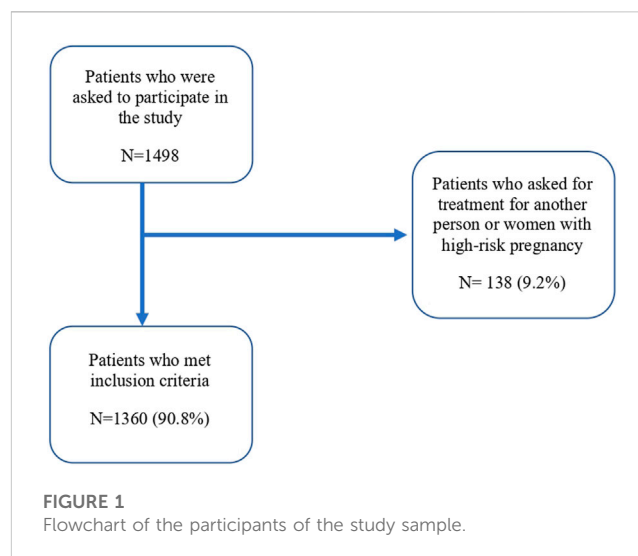 Patients who were
asked to participate in
the study
N=1498
Patients who asked for
treatment for another
person or women with
high-risk pregnancy
N= 138 (9.2%)
Patients who met
inclusion criteria
N=1360 (90.8%)
FIGURE 1
Flowchart of the participants of the study sample.